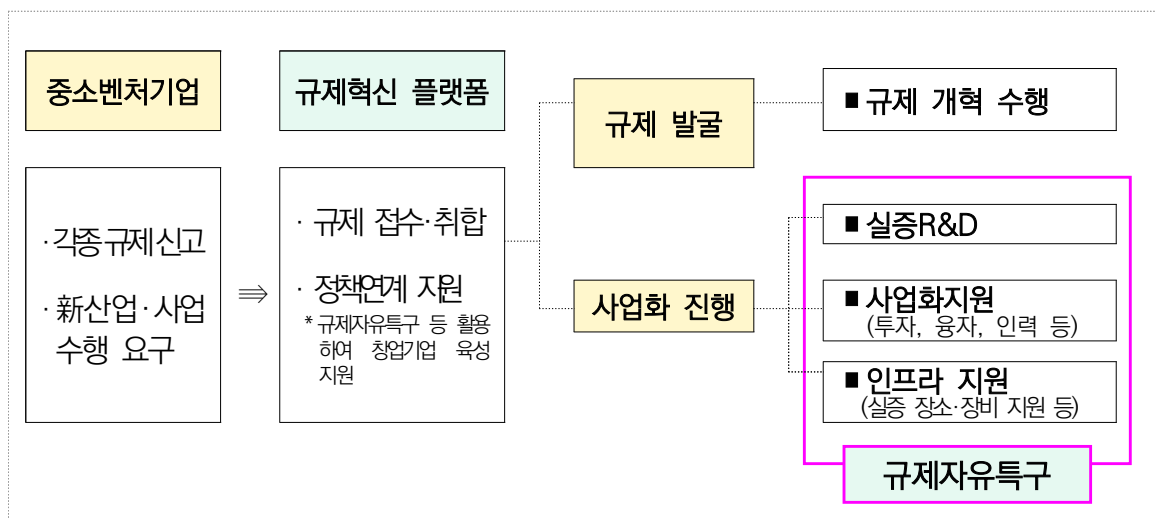 중소벤처기업
· 각종규제신고
· 新산업·사업
수행 요구
⇛
규제혁신 플랫폼
· 규제 접수·취합
· 정책연계 지원
* 규제자유특구 등 활용
하여 창업기업 육성
지원
규제 발굴
■ 규제 개혁 수행
사업화 진행
■ 실증R&D
■ 사업화지원
(투자, 융자, 인력 등)
■ 인프라 지원
(실증 장소·장비 지원 등)
규제자유특구